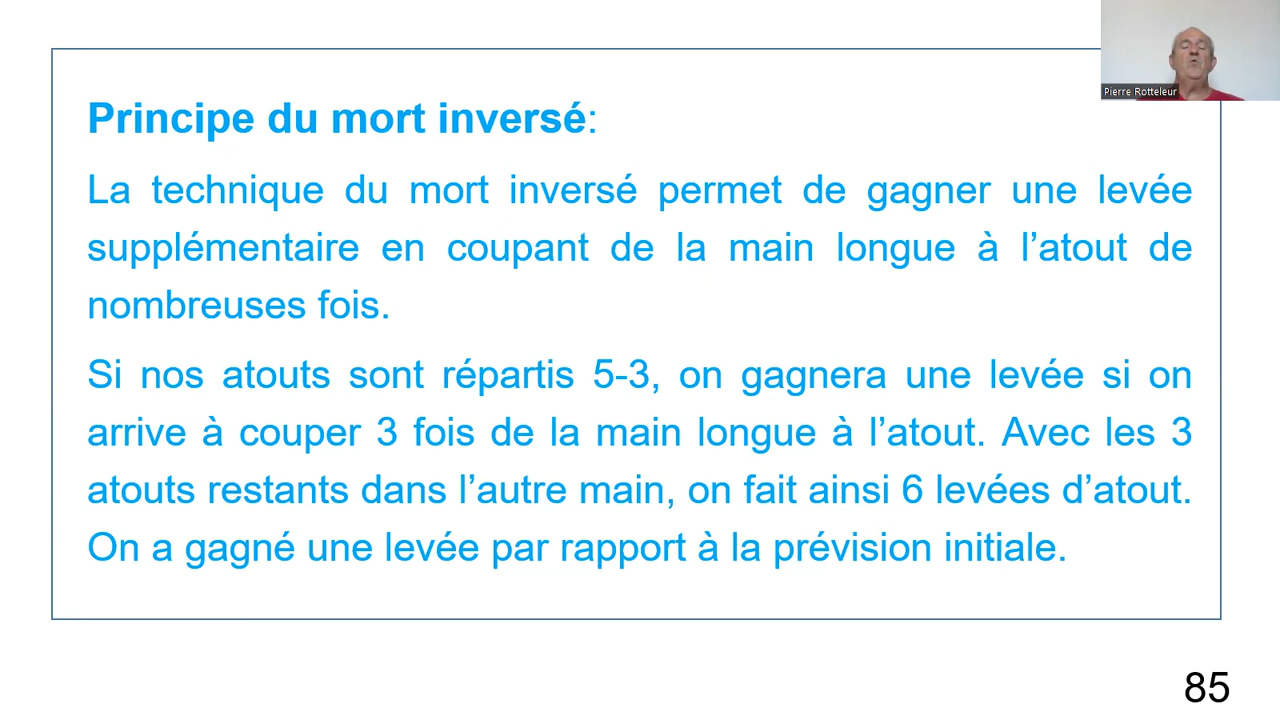 Pierre Rotteleur
Principe du mort inversé:
La technique du mort inversé permet de gagner une levée
supplémentaire en coupant de la main longue à l’atout de
nombreuses fois.
Si nos atouts sont répartis 5-3, on gagnera une levée si on
arrive à couper 3 fois de la main longue à l’atout. Avec les 3
atouts restants dans l’autre main, on fait ainsi 6 levées d’atout.
On a gagné une levée par rapport à la prévision initiale.
85